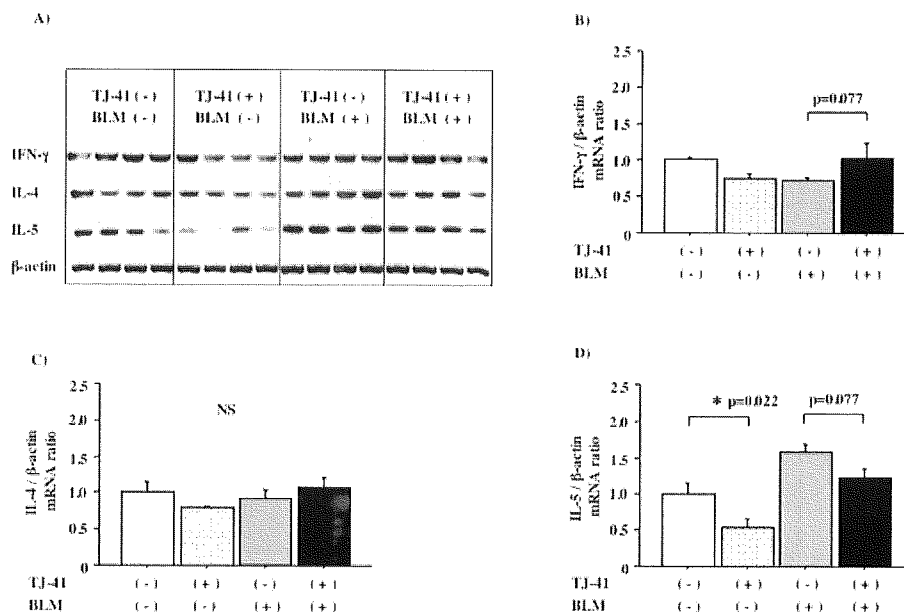 A)
TJ-41 (-) TJ-41 (+) TJ-41 (-) TJ-41 (+)
BLM (-) BLM (-) BLM (+) BLM (+)
IFN-γ
IL-4
IL-5
β-actin
B)
IFN-γ / β-actin
mRNA ratio
2.5
2.0
1.5
1.0
0.5
0
p=0.077
TJ-41 (-) (+) (-) (+)
BLM (-) (-) (+) (+)
C)
IL-4 / β-actin
mRNA ratio
2.5
2.0
1.5
1.0
0.5
0
NS
TJ-41 (-) (+) (-) (+)
BLM (-) (-) (+) (+)
D)
IL-5 / β-actin
mRNA ratio
2.5
2.0
1.5
1.0
0.5
0
* p=0.022 p=0.077
TJ-41 (-) (+) (-) (+)
BLM (-) (-) (+) (+)